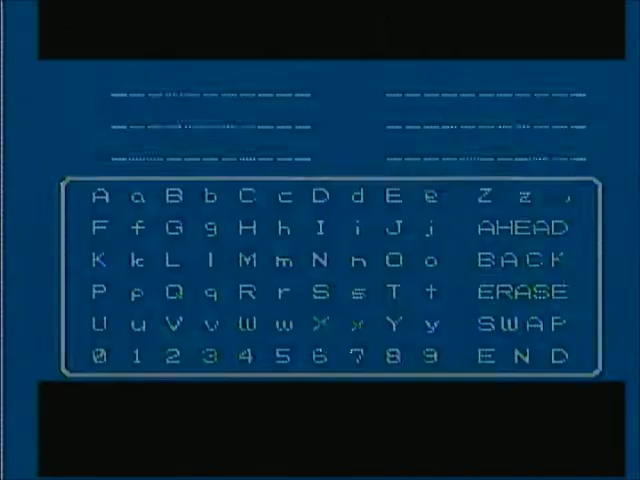 A a B b C c D d E e Z z ,
F f G g H h I i J j AHEAD
K k L l M m N n O o BACK
P p Q q R r S s T t ERASE
U u V v W w X x Y y SWAP
0 1 2 3 4 5 6 7 8 9 END